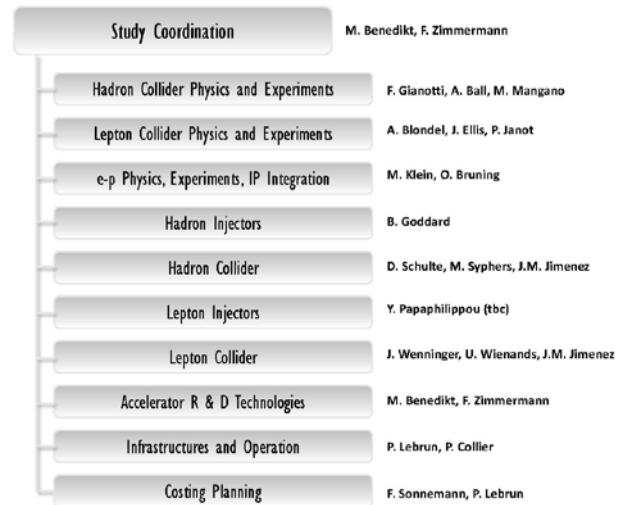 Study Coordination M. Benedikt, F. Zimmermann
Hadron Collider Physics and Experiments F. Gianotti, A. Ball, M. Mangano
Lepton Collider Physics and Experiments A. Blondel, J. Ellis, P. Janot
e-p Physics, Experiments, IP Integration M. Klein, O. Bruning
Hadron Injectors B. Goddard
Hadron Collider D. Schulte, M. Syphers, J.M. Jimenez
Lepton Injectors Y. Papaphilippou (tbc)
Lepton Collider J. Wenninger, U. Wienands, J.M. Jimenez
Accelerator R & D Technologies M. Benedikt, F. Zimmermann
Infrastructures and Operation P. Lebrun, P. Collier
Costing Planning F. Sonnemann, P. Lebrun